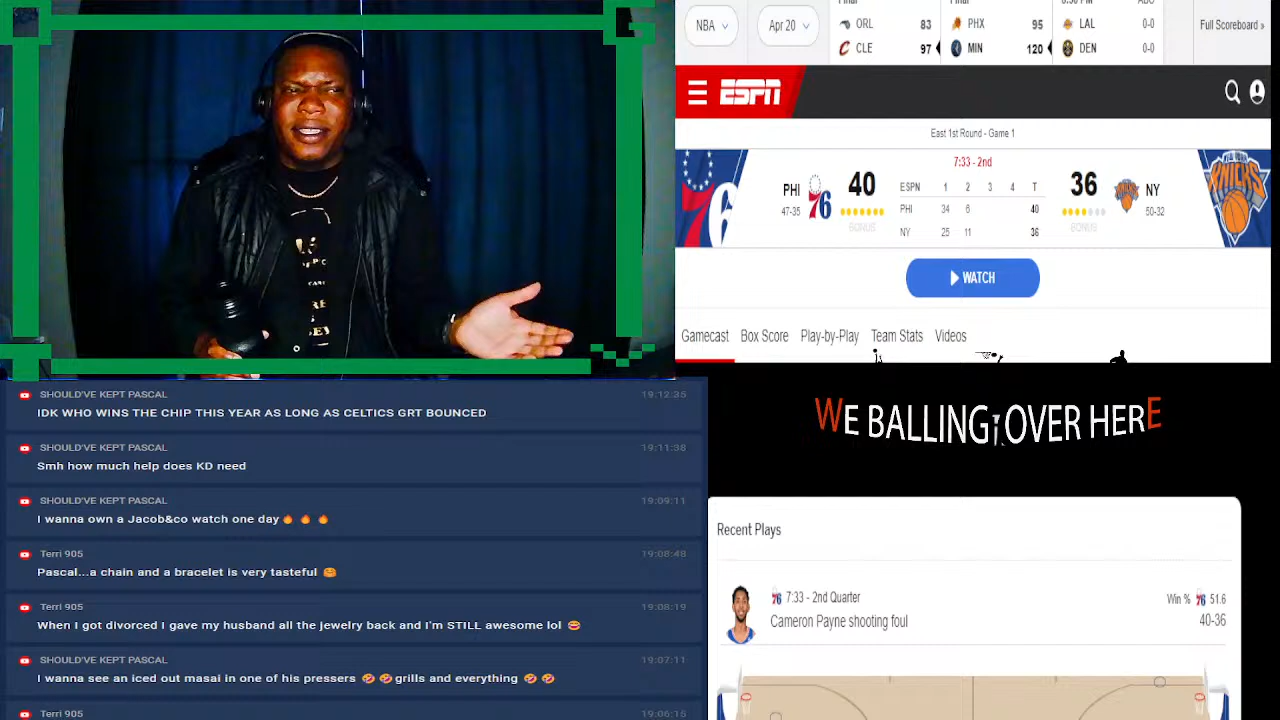 NBA
Apr 20
ORL 83
CLE 97
PHX 95
MIN 120
LAL 0-0
DEN 0-0
Full Scoreboard »
ESPN
East 1st Round - Game 1
7:33 - 2nd
PHI
47-35
76
40
BONUS
ESPN 1 2 3 4 T
PHI 34 6 40
NY 25 11 36
36
BONUS
NY
50-32
KNICKS
WATCH
Gamecast Box Score Play-by-Play Team Stats Videos
WE BALLING OVER HERE
Recent Plays
7:33 - 2nd Quarter
Cameron Payne shooting foul
Win % 76 51.6
40-36
SHOULD'VE KEPT PASCAL 19:12:35
IDK WHO WINS THE CHIP THIS YEAR AS LONG AS CELTICS GRT BOUNCED
SHOULD'VE KEPT PASCAL 19:11:38
Smh how much help does KD need
SHOULD'VE KEPT PASCAL 19:09:11
I wanna own a Jacob&co watch one day🔥 🔥 🔥
Terri 905 19:08:48
Pascal...a chain and a bracelet is very tasteful
Terri 905 19:08:19
When I got divorced I gave my husband all the jewelry back and I'm STILL awesome lol
SHOULD'VE KEPT PASCAL 19:07:11
I wanna see an iced out masai in one of his pressers 🤣 🤣 grills and everything 🤣 🤣
Terri 905 19:06:15